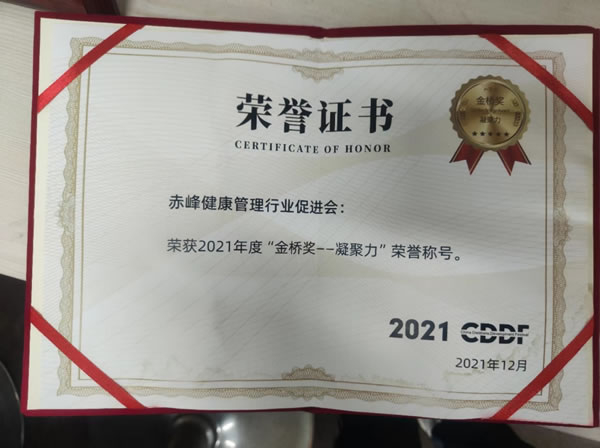 荣誉证书
CERTIFICATE OF HONOR
金桥奖
凝聚力
赤峰健康管理行业促进会：
荣获2021年度“金桥奖--凝聚力”荣誉称号。
2021 CDDF
2021年12月